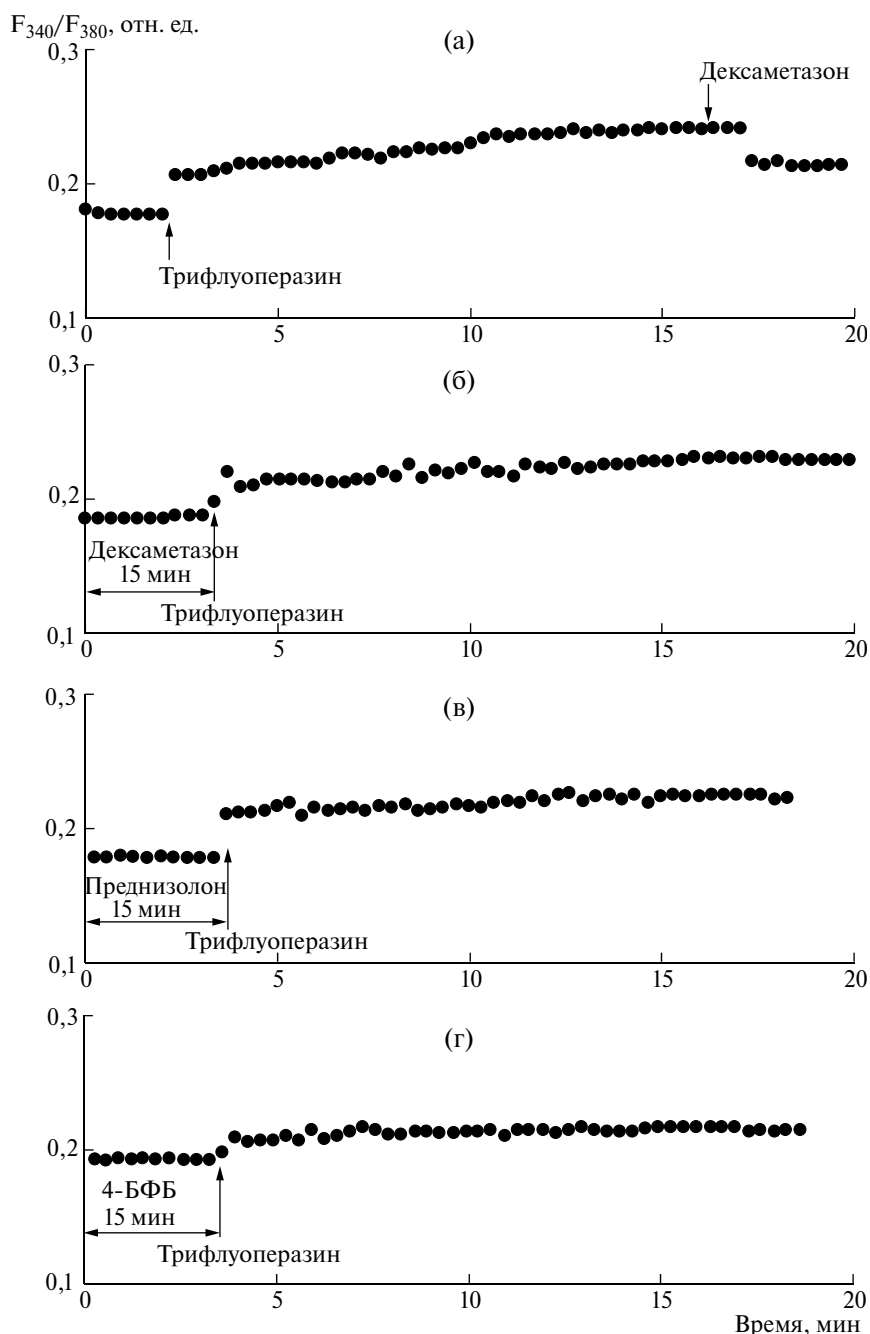 F340/F380, отн. ед.
(а)
0,3
Дексаметазон
0,2
Трифлуоперазин
0,1
0 5 10 15 20
0,3
(б)
0,2
Дексаметазон
15 мин
Трифлуоперазин
0,1
0 5 10 15 20
0,3
(в)
0,2
Преднизолон
15 мин
Трифлуоперазин
0,1
0 5 10 15 20
0,3
(г)
0,2
4-БФБ
15 мин
Трифлуоперазин
0,1
0 5 10 15 20
Время, мин